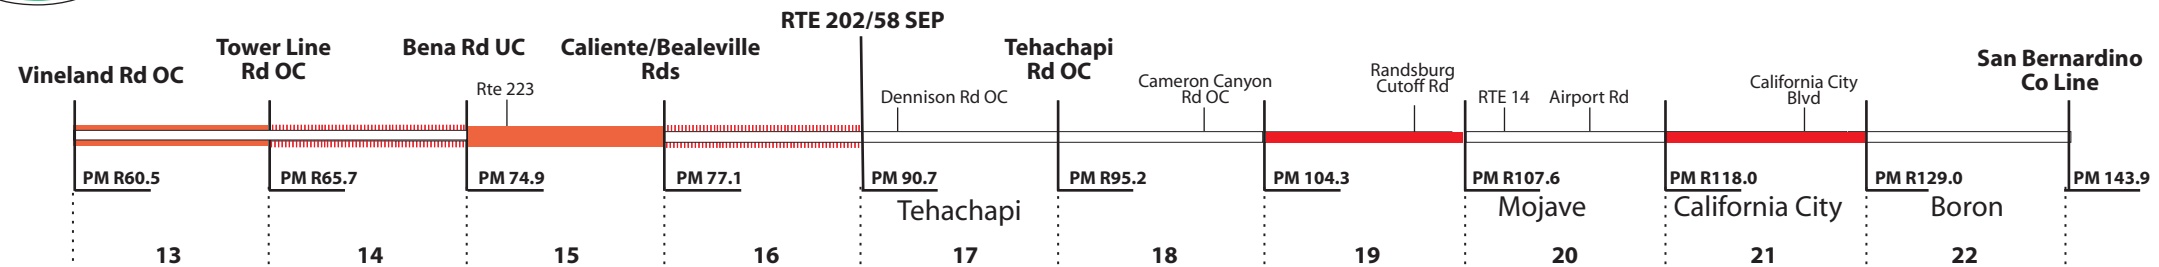 RTE 202/58 SEP
Vineland Rd OC
Tower Line
Rd OC
Bena Rd UC
Rte 223
Caliente/Bealeville
Rds
Dennison Rd OC
Tehachapi
Rd OC
Cameron Canyon
Rd OC
Randsburg
Cutoff Rd
RTE 14
Airport Rd
California City
Blvd
San Bernardino
Co Line
PM R60.5
PM R65.7
PM 74.9
PM 77.1
PM 90.7
PM R95.2
PM 104.3
PM R107.6
PM R118.0
PM R129.0
PM 143.9
Tehachapi
Mojave
California City
Boron
13
14
15
16
17
18
19
20
21
22